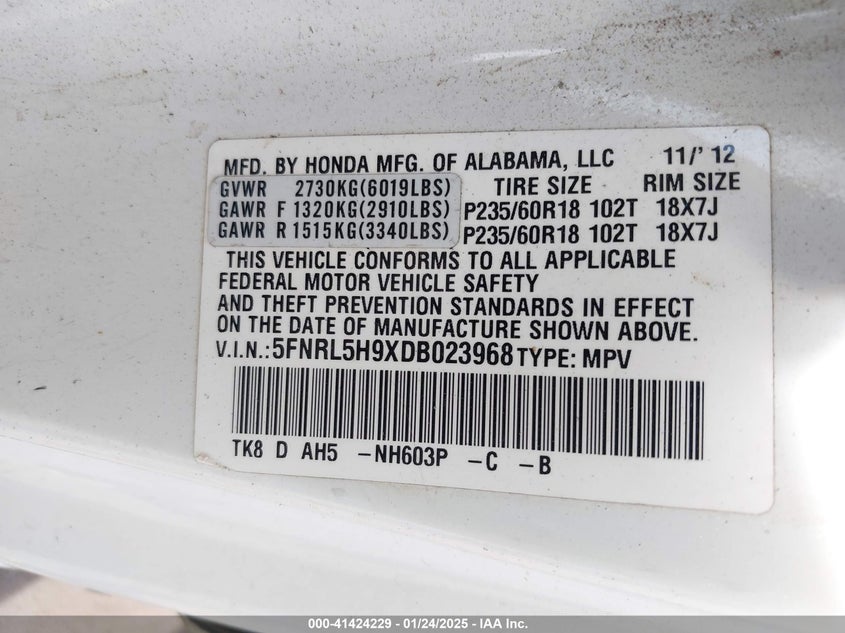 MFD. BY HONDA MFG. OF ALABAMA, LLC 11/' 12
GVWR 2730KG(6019LBS) TIRE SIZE RIM SIZE
GAWR F 1320KG(2910LBS) P235/60R18 102T 18X7J
GAWR R 1515KG(3340LBS) P235/60R18 102T 18X7J
THIS VEHICLE CONFORMS TO ALL APPLICABLE
FEDERAL MOTOR VEHICLE SAFETY
AND THEFT PREVENTION STANDARDS IN EFFECT
ON THE DATE OF MANUFACTURE SHOWN ABOVE.
V.I.N.: 5FNRL5H9XDB023968 TYPE: MPV
TK8 D AH5 -NH603P -C -B
000-41424229 - 01/24/2025 - IAAI.com